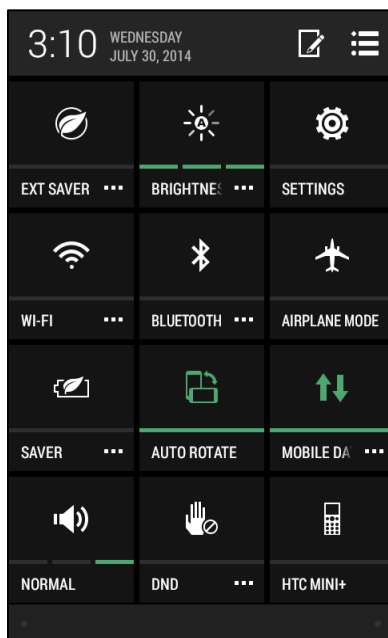 3:10 WEDNESDAY
JULY 30, 2014
EXT SAVER
BRIGHTNES
SETTINGS
WI-FI
BLUETOOTH
AIRPLANE MODE
SAVER
AUTO ROTATE
MOBILE DA
NORMAL
DND
HTC MINI+